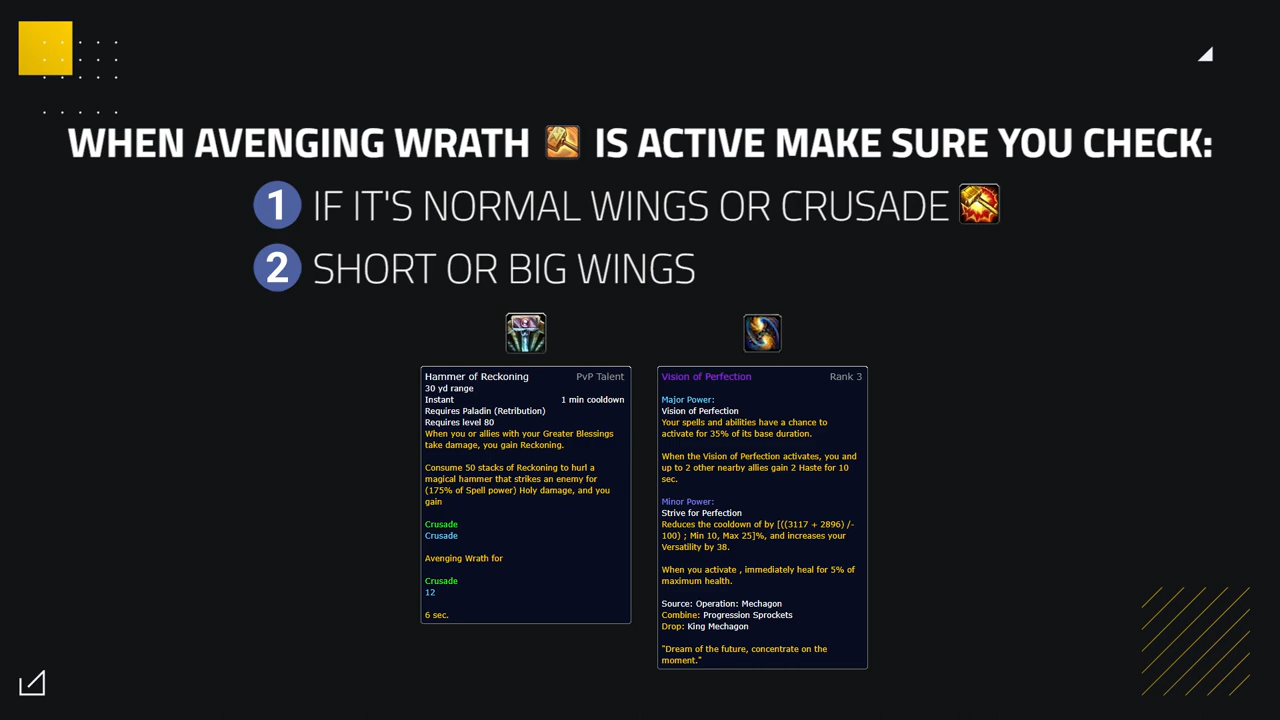 WHEN AVENGING WRATH IS ACTIVE MAKE SURE YOU CHECK:
1 IF IT'S NORMAL WINGS OR CRUSADE
2 SHORT OR BIG WINGS
Hammer of Reckoning PvP Talent
30 yd range
Instant 1 min cooldown
Requires Paladin (Retribution)
Requires level 80
When you or allies with your Greater Blessings
take damage, you gain Reckoning.
Consume 50 stacks of Reckoning to hurl a
magical hammer that strikes an enemy for
(175% of Spell power) Holy damage, and you
gain
Crusade
Crusade
Avenging Wrath for
Crusade
12
6 sec.
Vision of Perfection Rank 3
Major Power:
Vision of Perfection
Your spells and abilities have a chance to
activate for 35% of its base duration.
When the Vision of Perfection activates, you and
up to 2 other nearby allies gain 2 Haste for 10
sec.
Minor Power:
Strive for Perfection
Reduces the cooldown of by [((3117 + 2896) /-
100) ; Min 10, Max 25]%, and increases your
Versatility by 38.
When you activate , immediately heal for 5% of
maximum health.
Source: Operation: Mechagon
Combine: Progression Sprockets
Drop: King Mechagon
"Dream of the future, concentrate on the
moment."